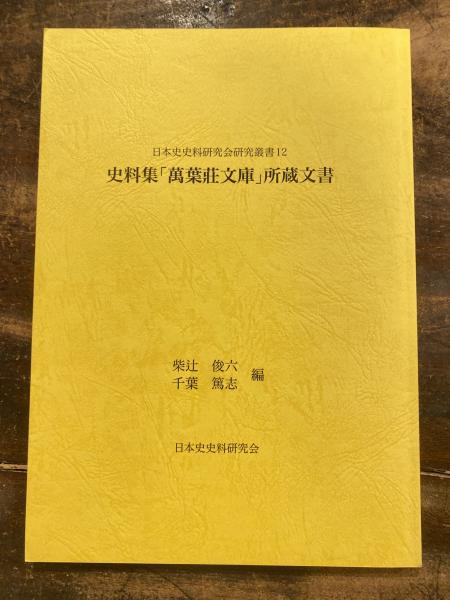 日本史史料研究会研究叢書12
史料集「萬葉莊文庫」所蔵文書
柴辻 俊六
千葉 篤志 編
日本史史料研究会